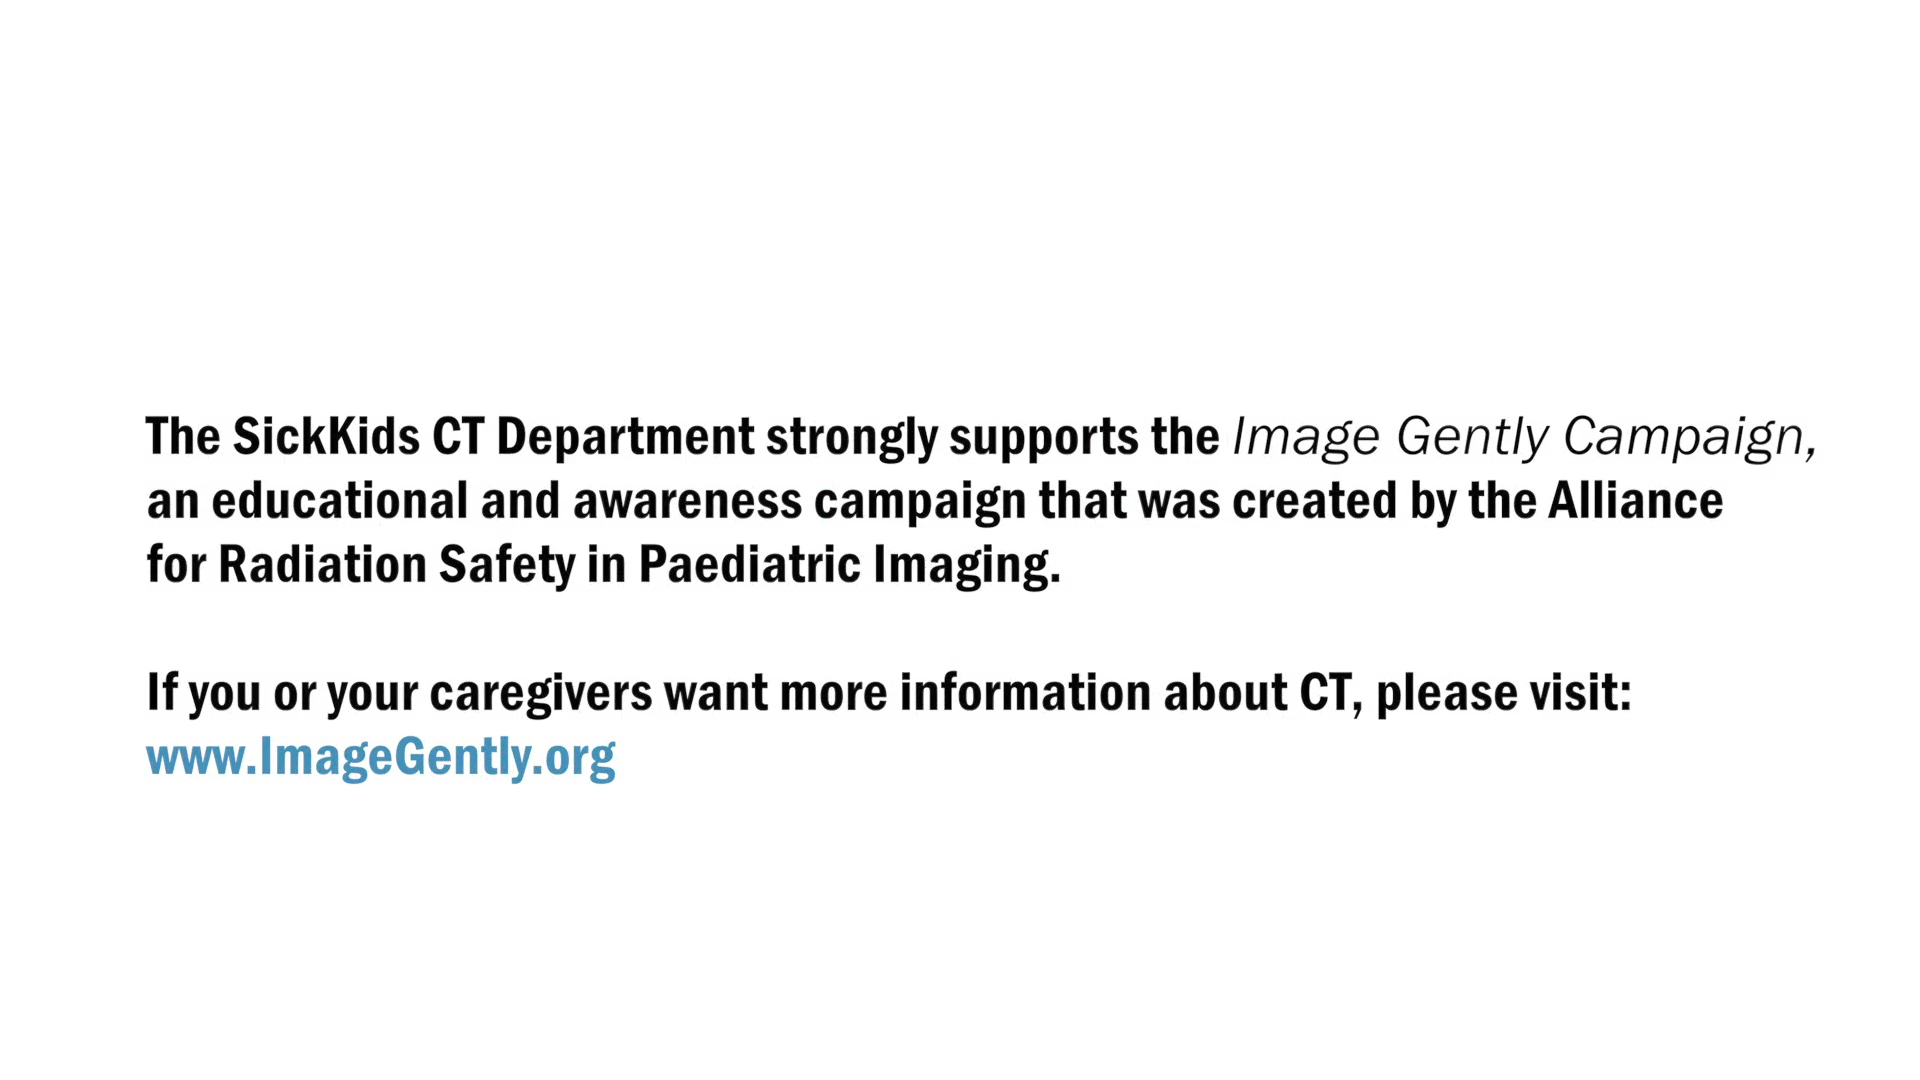 The SickKids CT Department strongly supports the Image Gently Campaign,
an educational and awareness campaign that was created by the Alliance
for Radiation Safety in Paediatric Imaging.
If you or your caregivers want more information about CT, please visit:
www.ImageGently.org